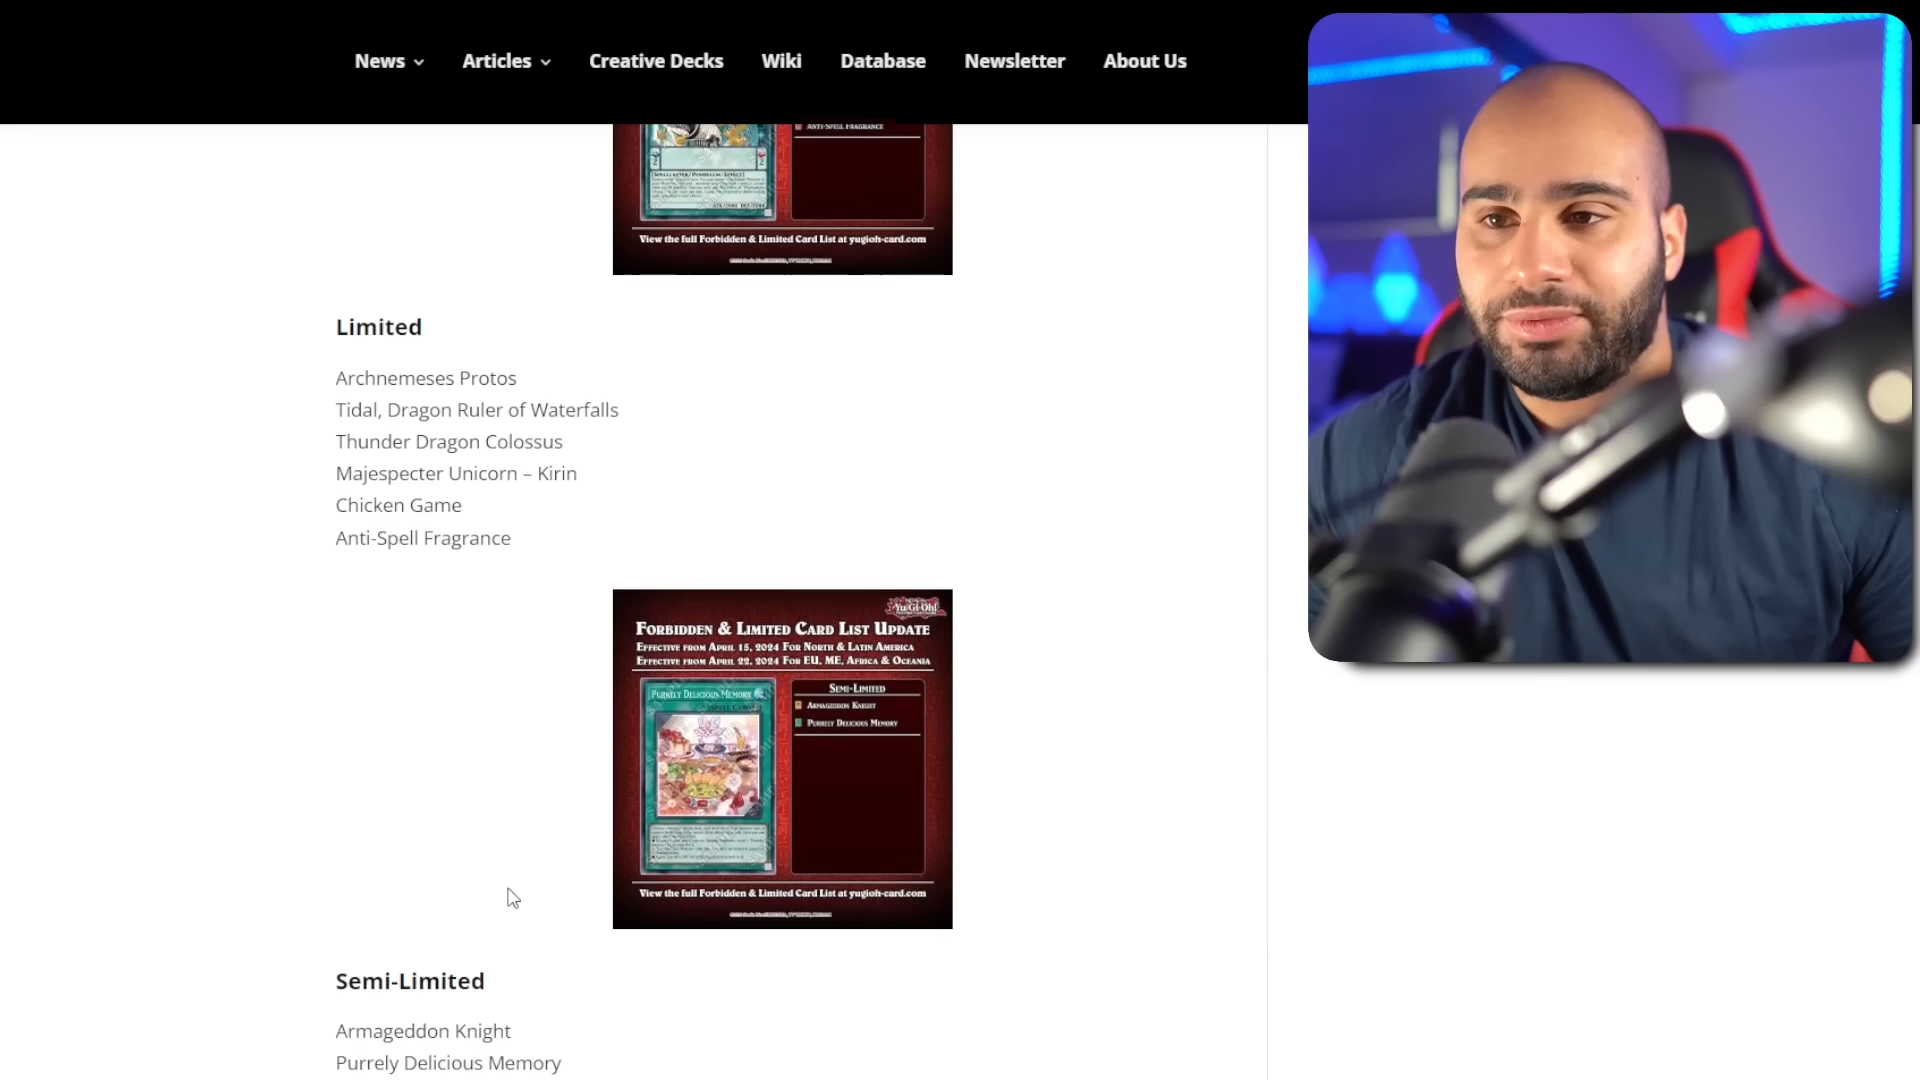 News
Articles
Creative Decks
Wiki
Database
Newsletter
About Us
ANTI-SPELL FRAGRANCE
[SPELLCASTER/PENDULUM/EFFECT]
View the full Forbidden & Limited Card List at yugioh-card.com
Limited
Archnemeses Protos
Tidal, Dragon Ruler of Waterfalls
Thunder Dragon Colossus
Majespecter Unicorn – Kirin
Chicken Game
Anti-Spell Fragrance
Yu-Gi-Oh!
FORBIDDEN & LIMITED CARD LIST UPDATE
EFFECTIVE FROM APRIL 15, 2024 FOR NORTH & LATIN AMERICA
EFFECTIVE FROM APRIL 22, 2024 FOR EU, ME, AFRICA & OCEANIA
PURRELY DELICIOUS MEMORY
SEMI-LIMITED
ARMAGEDDON KNIGHT
PURRELY DELICIOUS MEMORY
View the full Forbidden & Limited Card List at yugioh-card.com
Semi-Limited
Armageddon Knight
Purrely Delicious Memory